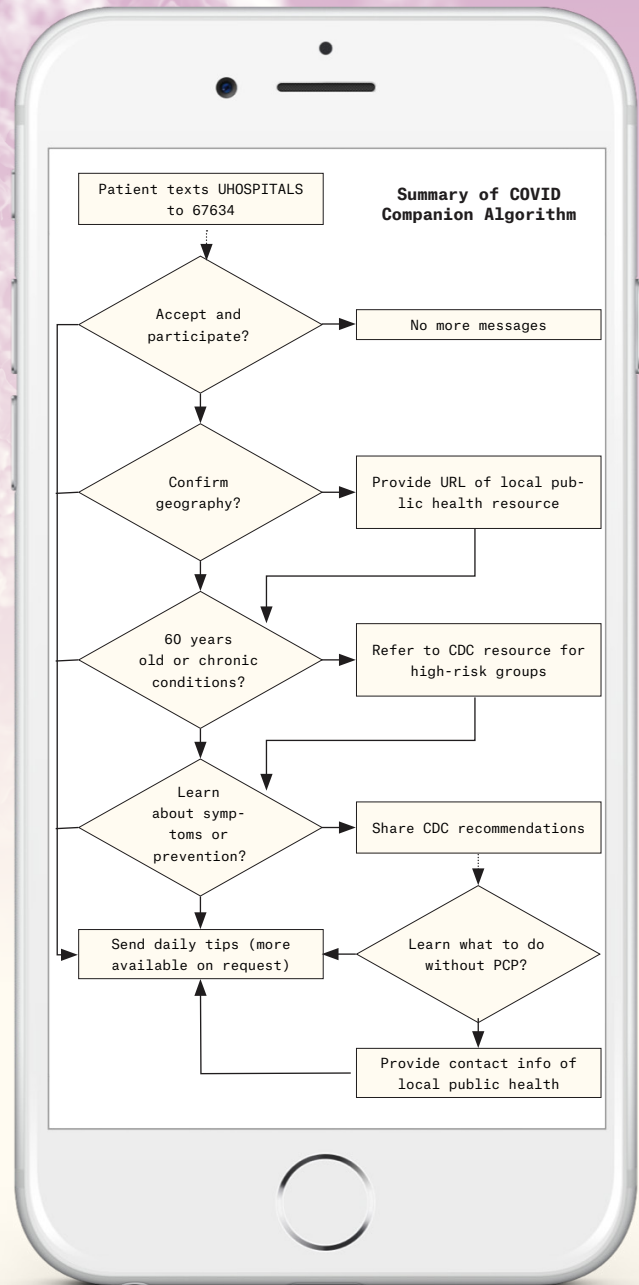 Patient texts UHOSPITALS
to 67634
Summary of COVID
Companion Algorithm
Accept and
participate?
No more messages
Confirm
geography?
Provide URL of local pub-
lic health resource
60 years
old or chronic
conditions?
Refer to CDC resource for
high-risk groups
Learn
about symp-
toms or
prevention?
Share CDC recommendations
Send daily tips (more
available on request)
Learn what to do
without PCP?
Provide contact info of
local public health